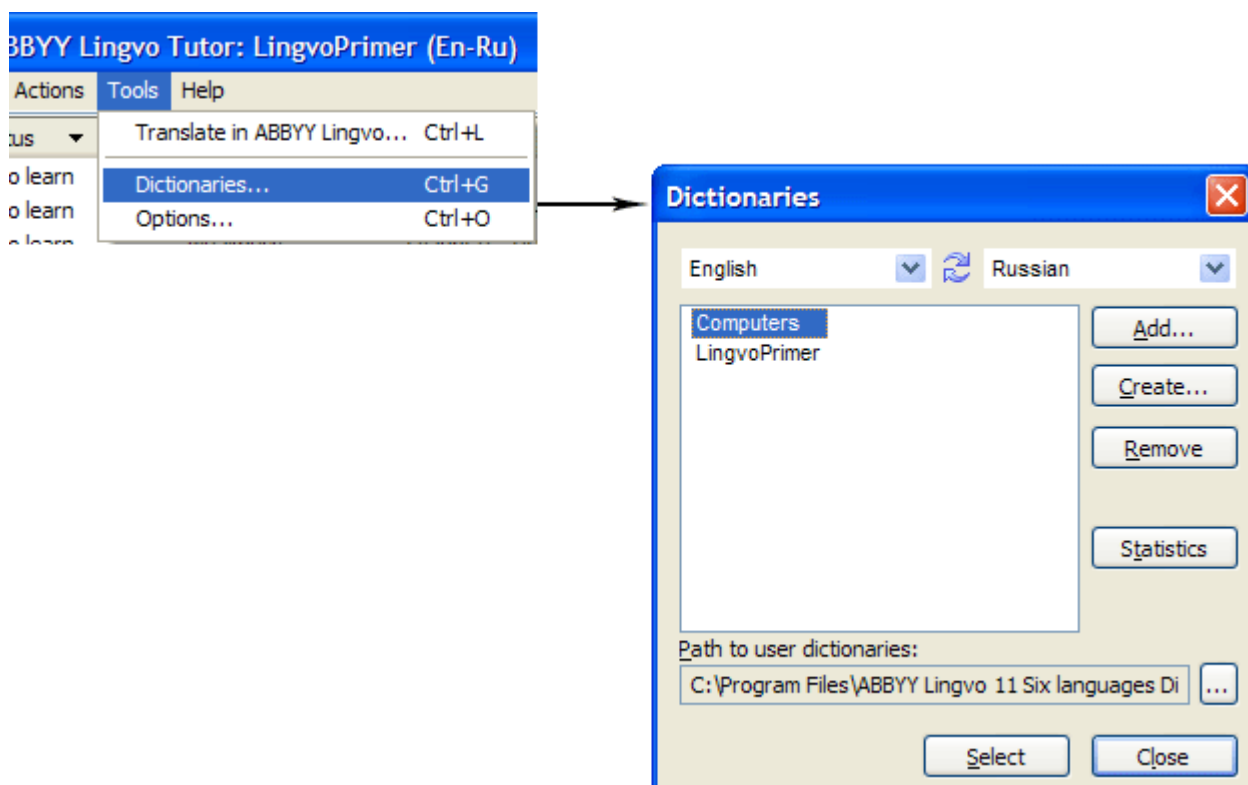 BBYY Lingvo Tutor: LingvoPrimer (En-Ru)
Actions Tools Help
tus
Translate in ABBYY Lingvo... Ctrl+L
o learn
Dictionaries... Ctrl+G
o learn
Options... Ctrl+O
o learn
Dictionaries
English Russian
Computers
LingvoPrimer
Add...
Create...
Remove
Statistics
Path to user dictionaries:
C:\Program Files\ABBYY Lingvo 11 Six languages Di ...
Select Close